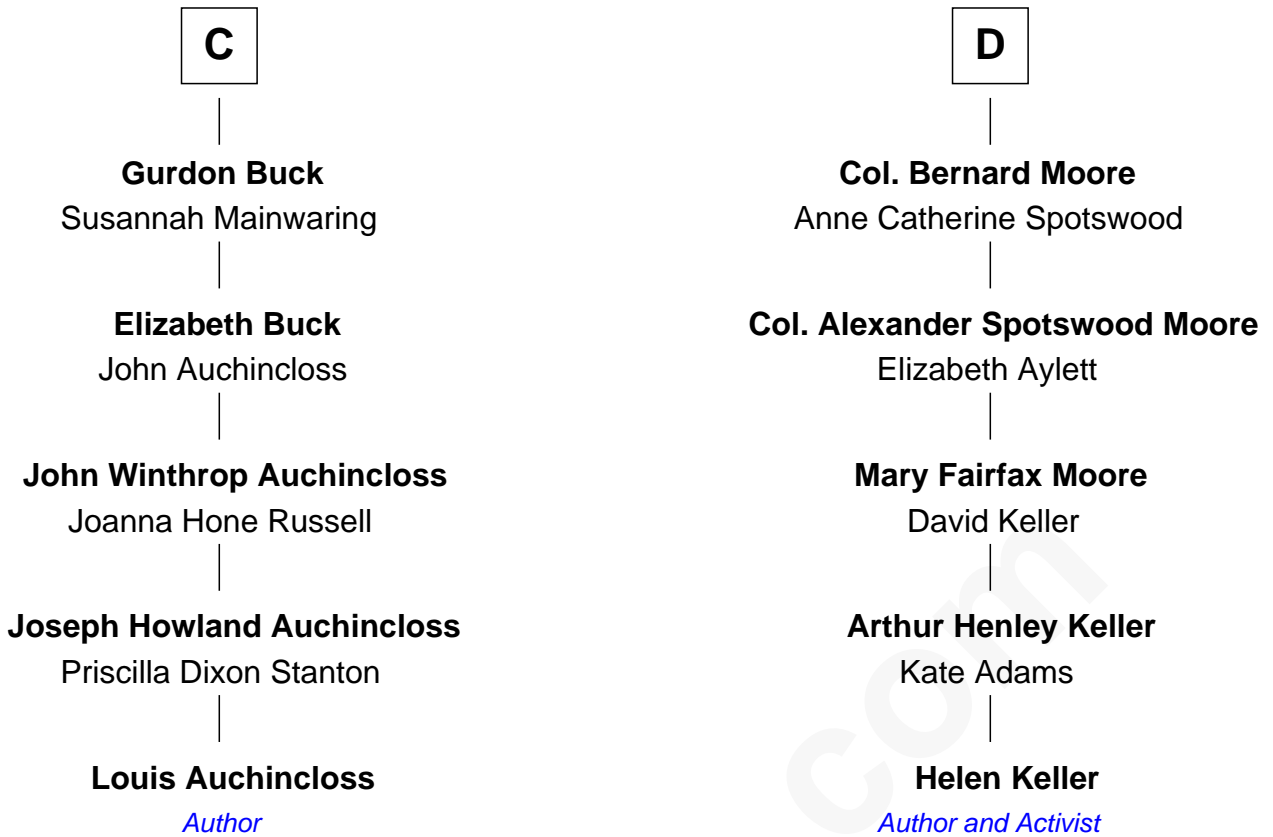 C
Gurdon Buck
Susannah Mainwaring
Elizabeth Buck
John Auchincloss
John Winthrop Auchincloss
Joanna Hone Russell
Joseph Howland Auchincloss
Priscilla Dixon Stanton
Louis Auchincloss
Author
D
Col. Bernard Moore
Anne Catherine Spotswood
Col. Alexander Spotswood Moore
Elizabeth Aylett
Mary Fairfax Moore
David Keller
Arthur Henley Keller
Kate Adams
Helen Keller
Author and Activist
com